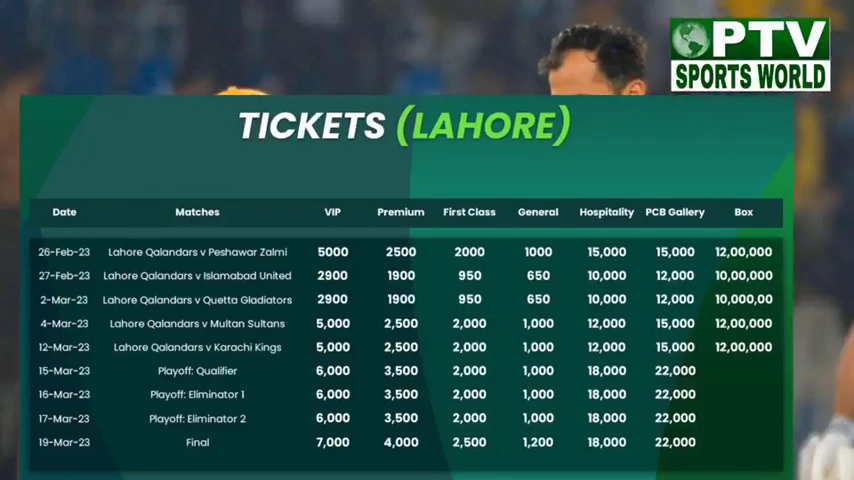 PTV
SPORTS WORLD
TICKETS (LAHORE)
Date Matches VIP Premium First Class General Hospitality PCB Gallery Box
26-Feb-23 Lahore Qalandars v Peshawar Zalmi 5000 2500 2000 1000 15,000 15,000 12,00,000
27-Feb-23 Lahore Qalandars v Islamabad United 2900 1900 950 650 10,000 12,000 10,00,000
2-Mar-23 Lahore Qalandars v Quetta Gladiators 2900 1900 950 650 10,000 12,000 10,000,00
4-Mar-23 Lahore Qalandars v Multan Sultans 5,000 2,500 2,000 1,000 12,000 15,000 12,00,000
12-Mar-23 Lahore Qalandars v Karachi Kings 5,000 2,500 2,000 1,000 12,000 15,000 12,00,000
15-Mar-23 Playoff: Qualifier 6,000 3,500 2,000 1,000 18,000 22,000
16-Mar-23 Playoff: Eliminator 1 6,000 3,500 2,000 1,000 18,000 22,000
17-Mar-23 Playoff: Eliminator 2 6,000 3,500 2,000 1,000 18,000 22,000
19-Mar-23 Final 7,000 4,000 2,500 1,200 18,000 22,000